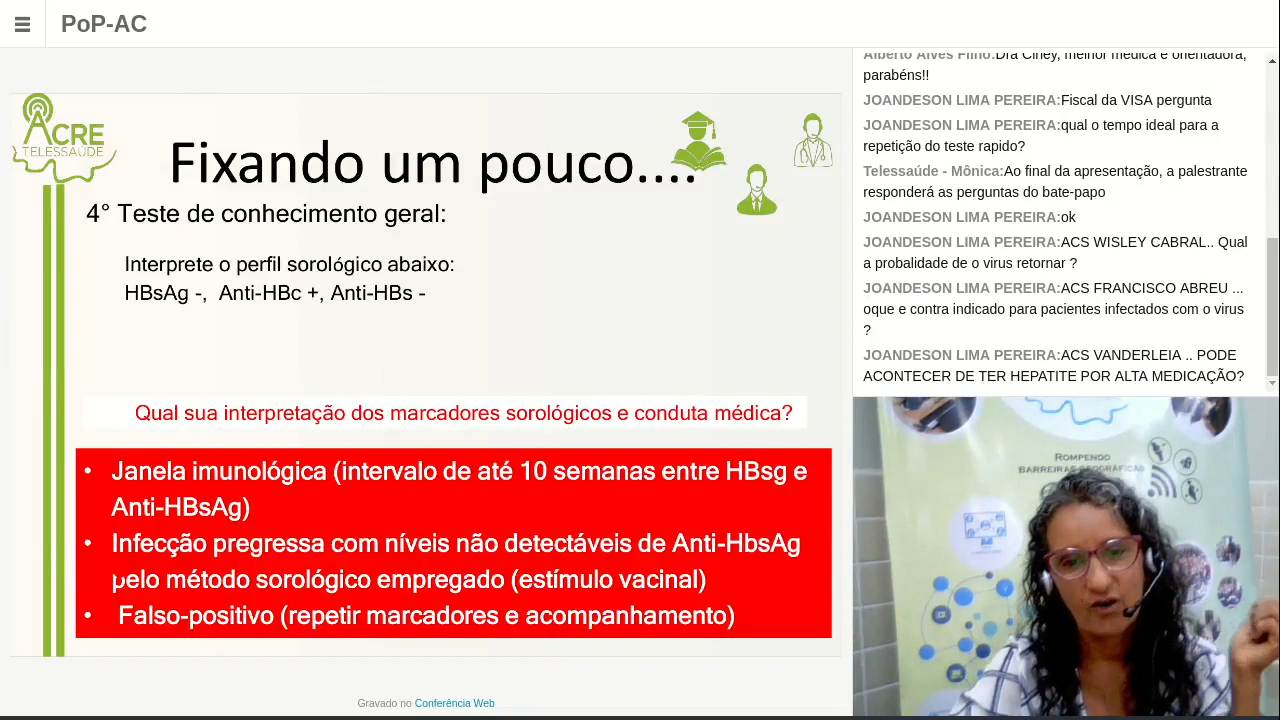 PoP-AC
ACRE
TELESSAÚDE
Fixando um pouco....
4° Teste de conhecimento geral:
Interprete o perfil sorológico abaixo:
HBsAg -, Anti-HBc +, Anti-HBs -
Qual sua interpretação dos marcadores sorológicos e conduta médica?
• Janela imunológica (intervalo de até 10 semanas entre HBsg e
Anti-HBsAg)
• Infecção pregressa com níveis não detectáveis de Anti-HbsAg
pelo método sorológico empregado (estímulo vacinal)
• Falso-positivo (repetir marcadores e acompanhamento)
Gravado no Conferência Web
Alberto Alves Filho:Dra Cirley, melhor médica e orientadora,
parabéns!!
JOANDESON LIMA PEREIRA:Fiscal da VISA pergunta
JOANDESON LIMA PEREIRA:qual o tempo ideal para a
repetição do teste rapido?
Telessaúde - Mônica:Ao final da apresentação, a palestrante
responderá as perguntas do bate-papo
JOANDESON LIMA PEREIRA:ok
JOANDESON LIMA PEREIRA:ACS WISLEY CABRAL.. Qual
a probalidade de o virus retornar ?
JOANDESON LIMA PEREIRA:ACS FRANCISCO ABREU ...
oque e contra indicado para pacientes infectados com o virus
?
JOANDESON LIMA PEREIRA:ACS VANDERLEIA .. PODE
ACONTECER DE TER HEPATITE POR ALTA MEDICAÇÃO?
ROMPENDO
BARREIRAS GEOGRÁFICAS